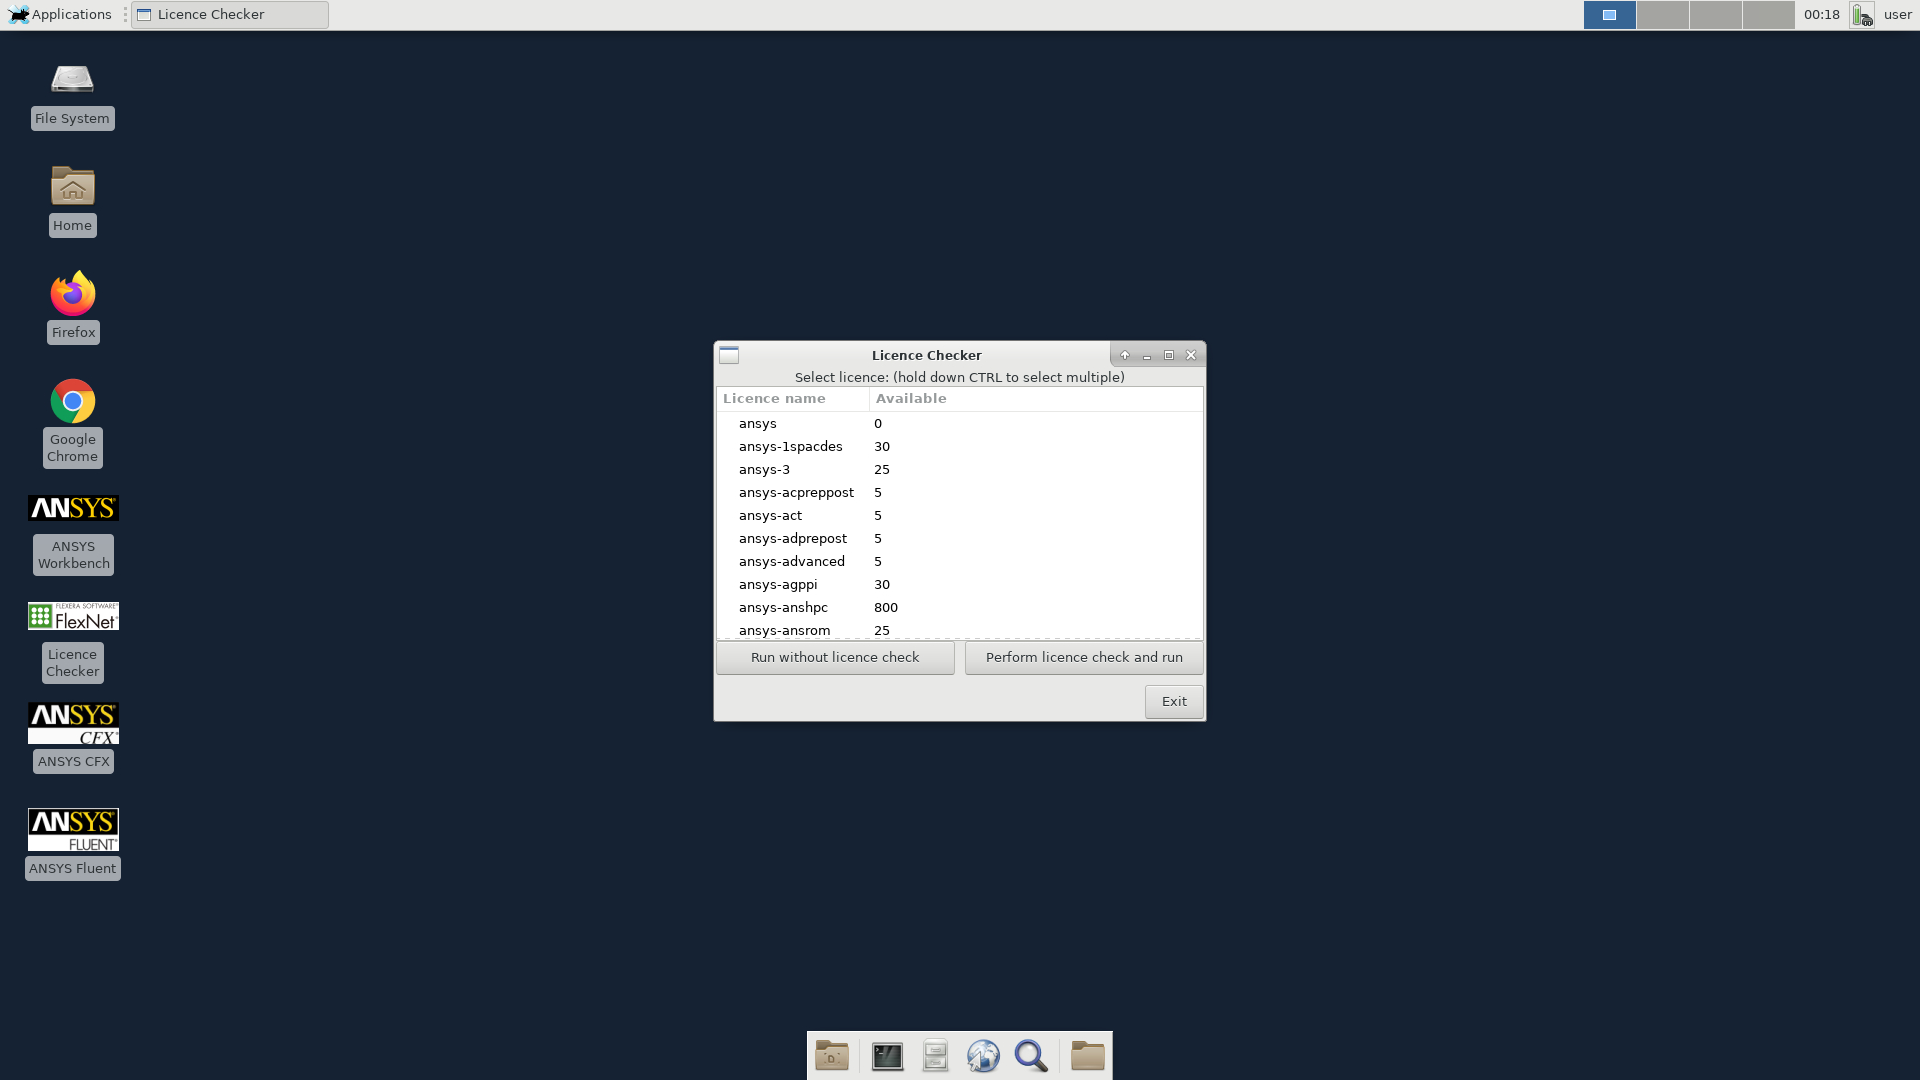 Applications
Licence Checker
00:18
user
File System
Home
Firefox
Google
Chrome
ANSYS
ANSYS
Workbench
FLEXERA SOFTWARE
FlexNet
Licence
Checker
ANSYS
CFX
ANSYS CFX
ANSYS
FLUENT
ANSYS Fluent
Licence Checker
Select licence: (hold down CTRL to select multiple)
Licence name Available
ansys 0
ansys-1spacdes 30
ansys-3 25
ansys-acpreppost 5
ansys-act 5
ansys-adprepost 5
ansys-advanced 5
ansys-agppi 30
ansys-anshpc 800
ansys-ansrom 25
Run without licence check Perform licence check and run
Exit
D